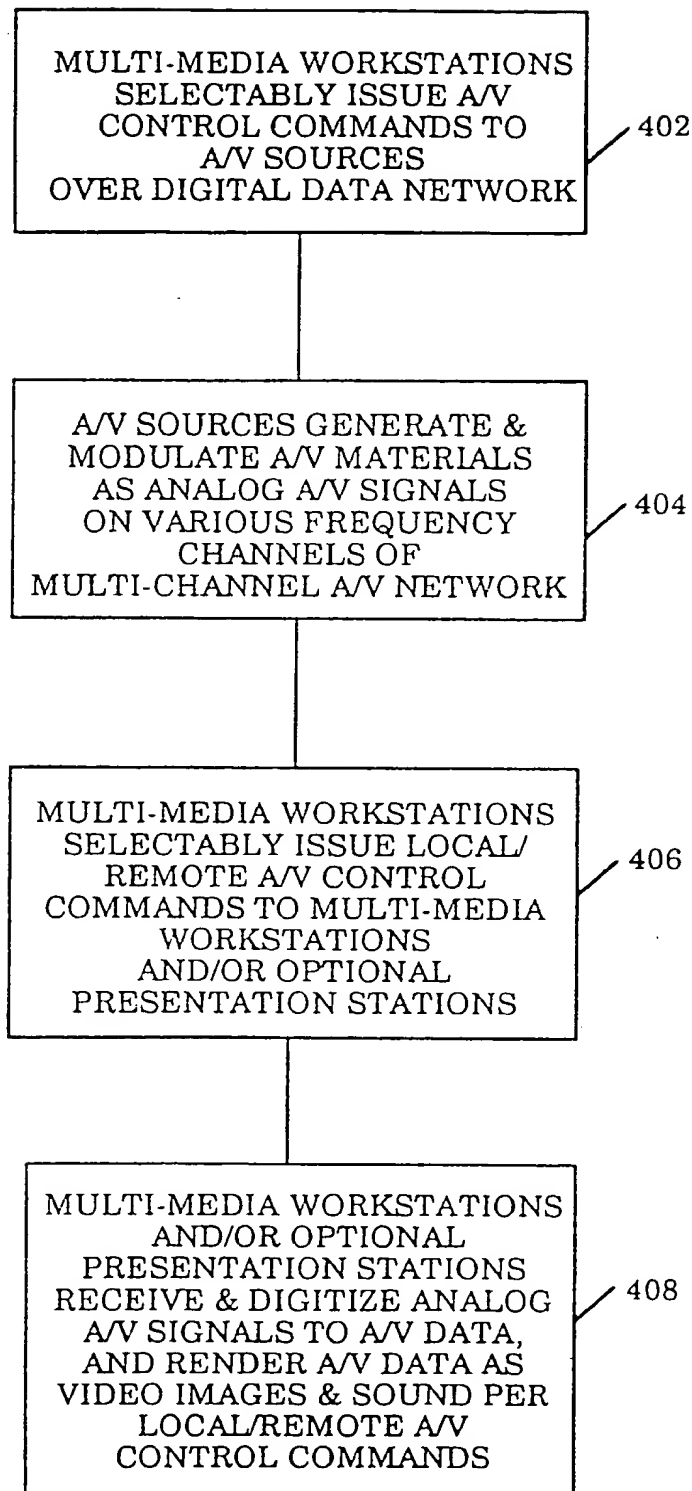 MULTI-MEDIA WORKSTATIONS
SELECTABLY ISSUE A/V
CONTROL COMMANDS TO
A/V SOURCES
OVER DIGITAL DATA NETWORK
402
A/V SOURCES GENERATE &
MODULATE A/V MATERIALS
AS ANALOG A/V SIGNALS
ON VARIOUS FREQUENCY
CHANNELS OF
MULTI-CHANNEL A/V NETWORK
404
MULTI-MEDIA WORKSTATIONS
SELECTABLY ISSUE LOCAL/
REMOTE A/V CONTROL
COMMANDS TO MULTI-MEDIA
WORKSTATIONS
AND/OR OPTIONAL
PRESENTATION STATIONS
406
MULTI-MEDIA WORKSTATIONS
AND/OR OPTIONAL
PRESENTATION STATIONS
RECEIVE & DIGITIZE ANALOG
A/V SIGNALS TO A/V DATA,
AND RENDER A/V DATA AS
VIDEO IMAGES & SOUND PER
LOCAL/REMOTE A/V
CONTROL COMMANDS
408